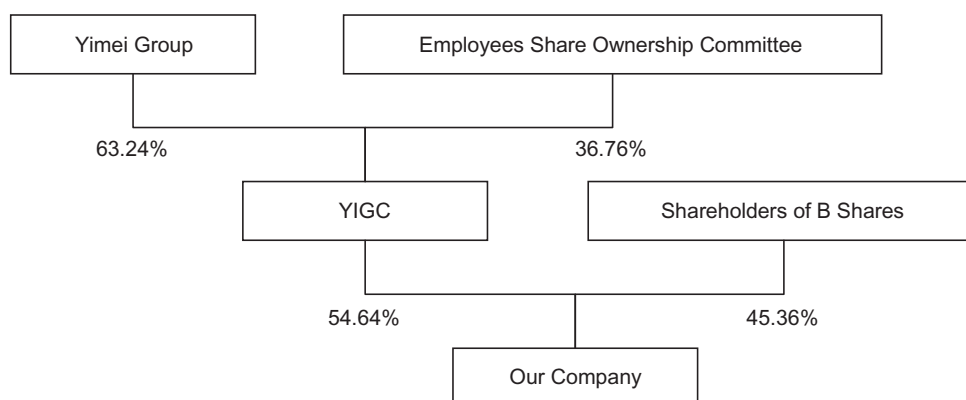 Yimei Group
Employees Share Ownership Committee
63.24%
36.76%
YIGC
Shareholders of B Shares
54.64%
45.36%
Our Company